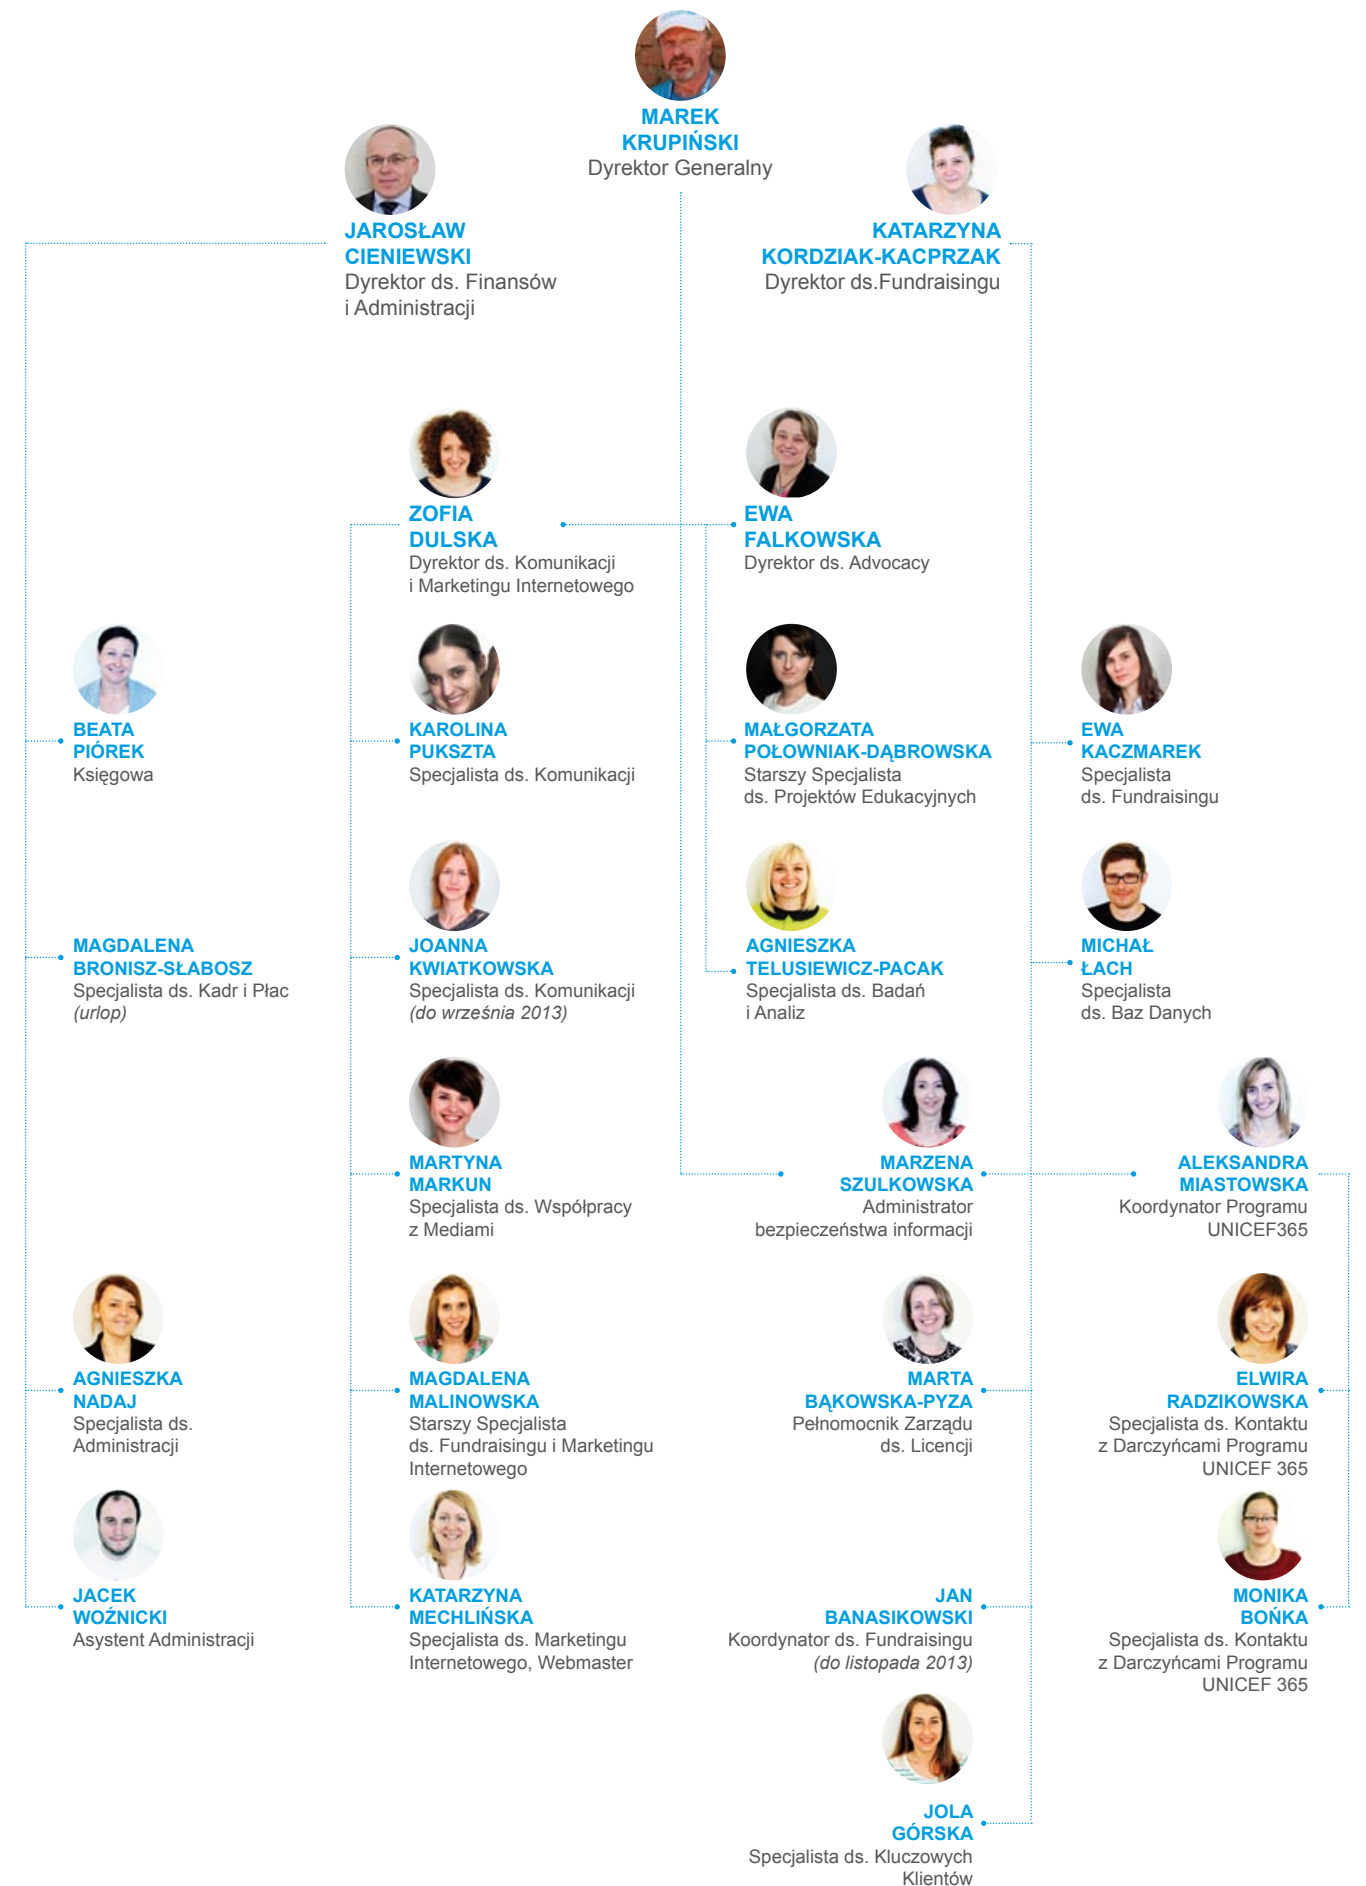 MAREK
KRUPIŃSKI
Dyrektor Generalny
JAROSŁAW
CIENIEWSKI
Dyrektor ds. Finansów
i Administracji
KATARZYNA
KORDZIAK-KACPRZAK
Dyrektor ds.Fundraisingu
ZOFIA
DULSKA
Dyrektor ds. Komunikacji
i Marketingu Internetowego
EWA
FALKOWSKA
Dyrektor ds. Advocacy
BEATA
PIÓREK
Księgowa
KAROLINA
PUKSZTA
Specjalista ds. Komunikacji
MAŁGORZATA
POŁOWNIAK-DĄBROWSKA
Starszy Specjalista
ds. Projektów Edukacyjnych
EWA
KACZMAREK
Specjalista
ds. Fundraisingu
MAGDALENA
BRONISZ-SŁABOSZ
Specjalista ds. Kadr i Płac
(urlop)
JOANNA
KWIATKOWSKA
Specjalista ds. Komunikacji
(do września 2013)
AGNIESZKA
TELUSIEWICZ-PACAK
Specjalista ds. Badań
i Analiz
MICHAŁ
ŁACH
Specjalista
ds. Baz Danych
MARTYNA
MARKUN
Specjalista ds. Współpracy
z Mediami
MARZENA
SZULKOWSKA
Administrator
bezpieczeństwa informacji
ALEKSANDRA
MIASTOWSKA
Koordynator Programu
UNICEF365
AGNIESZKA
NADAJ
Specjalista ds.
Administracji
MAGDALENA
MALINOWSKA
Starszy Specjalista
ds. Fundraisingu i Marketingu
Internetowego
MARTA
BĄKOWSKA-PYZA
Pełnomocnik Zarządu
ds. Licencji
ELWIRA
RADZIKOWSKA
Specjalista ds. Kontaktu
z Darczyńcami Programu
UNICEF 365
JACEK
WOŹNICKI
Asystent Administracji
KATARZYNA
MECHLIŃSKA
Specjalista ds. Marketingu
Internetowego, Webmaster
JAN
BANASIKOWSKI
Koordynator ds. Fundraisingu
(do listopada 2013)
MONIKA
BOŃKA
Specjalista ds. Kontaktu
z Darczyńcami Programu
UNICEF 365
JOLA
GÓRSKA
Specjalista ds. Kluczowych
Klientów